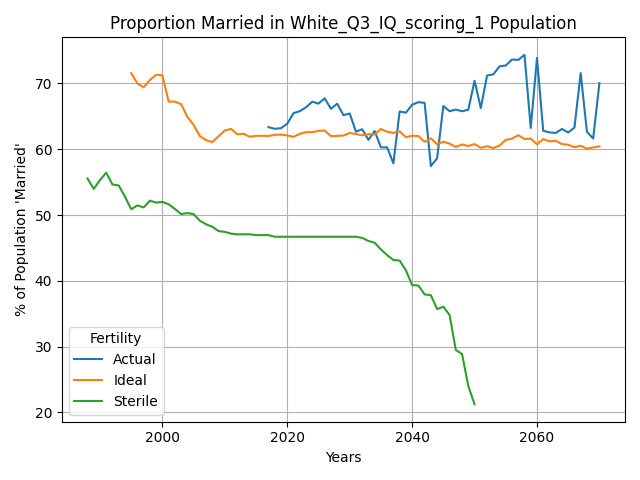 Proportion Married in White_Q3_IQ_scoring_1 Population
% of Population 'Married'
70
60
50
40
30
20
Fertility
Actual
Ideal
Sterile
2000 2020 2040 2060
Years